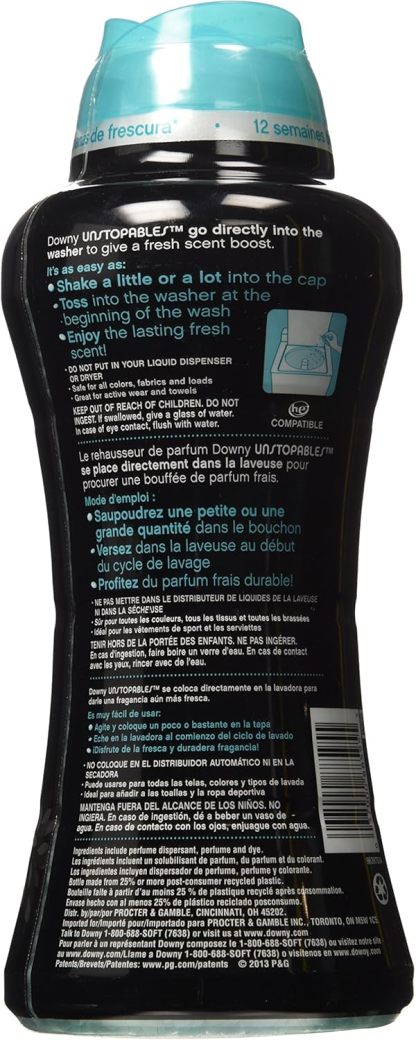 de frescura* • 12 semaines
Downy UNSTOPABLES™ go directly into the
washer to give a fresh scent boost.
It's as easy as:
• Shake a little or a lot into the cap
• Toss into the washer at the
beginning of the wash
• Enjoy the lasting fresh
scent!
• DO NOT PUT IN YOUR LIQUID DISPENSER
OR DRYER
• Safe for all colors, fabrics and loads
• Great for active wear and towels
KEEP OUT OF REACH OF CHILDREN. DO NOT
INGEST. If swallowed, give a glass of water.
In case of eye contact, flush with water.
he
COMPATIBLE
Le rehausseur de parfum Downy UNSTOPABLES™
se place directement dans la laveuse pour
procurer une bouffée de parfum frais.
Mode d'emploi :
• Saupoudrez une petite ou une
grande quantité dans le bouchon
• Versez dans la laveuse au début
du cycle de lavage
• Profitez du parfum frais durable!
• NE PAS METTRE DANS LE DISTRIBUTEUR DE LIQUIDES DE LA LAVEUSE
NI DANS LA SÉCHEUSE
• Sûr pour toutes les couleurs, tous les tissus et toutes les brassées
• Idéal pour les vêtements de sport et les serviettes
TENIR HORS DE LA PORTÉE DES ENFANTS. NE PAS INGÉRER.
En cas d'ingestion, faire boire un verre d'eau. En cas de contact
avec les yeux, rincer avec de l'eau.
Downy UNSTOPABLES™ se coloca directamente en la lavadora para
darle una fragancia aún más fresca.
Es muy fácil de usar:
• Agite y coloque un poco o bastante en la tapa
• Eche en la lavadora al comienzo del ciclo de lavado
• ¡Disfrute de la fresca y duradera fragancia!
• NO COLOQUE EN EL DISTRIBUIDOR AUTOMÁTICO NI EN LA
SECADORA
• Puede usarse para todas las telas, colores y tipos de lavada
• Ideal para añadir a las toallas y la ropa deportiva
MANTENGA FUERA DEL ALCANCE DE LOS NIÑOS. NO
INGIERA. En caso de ingestión, dé a beber un vaso de
agua. En caso de contacto con los ojos, enjuague con agua.
Ingredients include perfume dispersant, perfume and dye.
Les ingrédients incluent un solubilisant de parfum, du parfum et du colorant.
Los ingredientes incluyen dispersador de perfume, perfume y colorante.
Bottle made from 25% or more post-consumer recycled plastic.
Bouteille faite à partir d'au moins 25 % de plastique recyclé après consommation.
Envase hecho con al menos 25% de plástico reciclado posconsumo.
Distr. by/par/por PROCTER & GAMBLE, CINCINNATI, OH 45202.
Imported for/Importé pour/Importado para PROCTER & GAMBLE INC., TORONTO, ON M5W 1C5.
Talk to Downy 1-800-688-SOFT (7638) or visit us at www.downy.com
Pour parler à un représentant Downy composez le 1-800-688-SOFT (7638) ou visitez notre site
au www.downy.com/Llame a Downy 1-800-688-SOFT (7638) o visítenos en www.downy.com
Patents/Brevets/Patentes: www.pg.com/patents © 2013 P&G